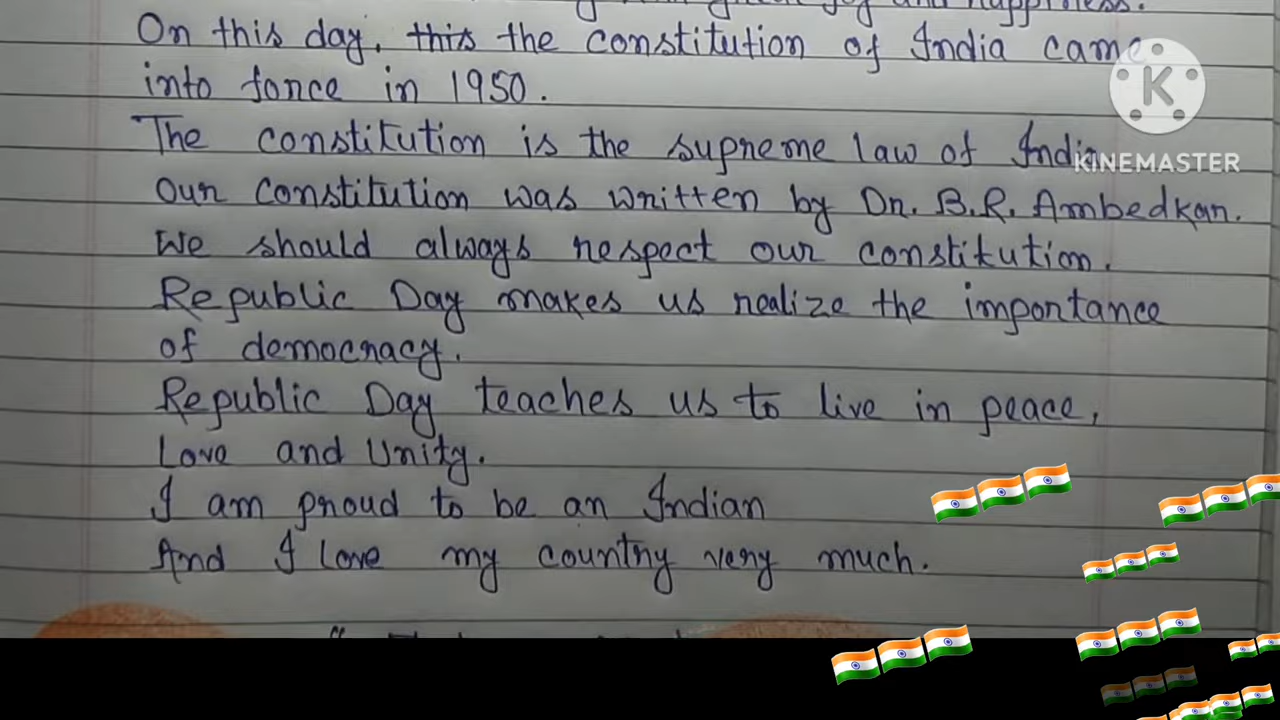 and happiness.
On this day, this the constitution of India came
into force in 1950.
The constitution is the supreme law of India
our constitution was written by Dr. B.R. Ambedkar.
We should always respect our constitution.
Republic Day makes us realize the importance
of democracy.
Republic Day teaches us to live in peace,
Love and Unity.
I am proud to be an Indian
And I love my country very much.
K
KINEMASTER